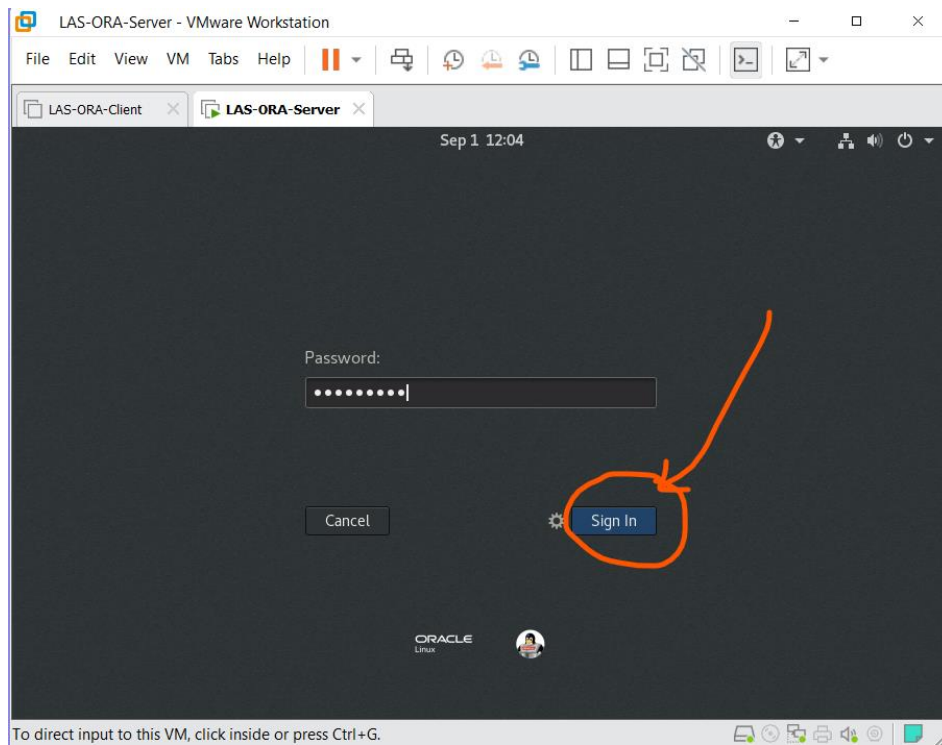 LAS-ORA-Server - VMware Workstation
File Edit View VM Tabs Help
LAS-ORA-Client LAS-ORA-Server
Sep 1 12:04
Password:
Cancel Sign In
ORACLE
Linux
To direct input to this VM, click inside or press Ctrl+G.